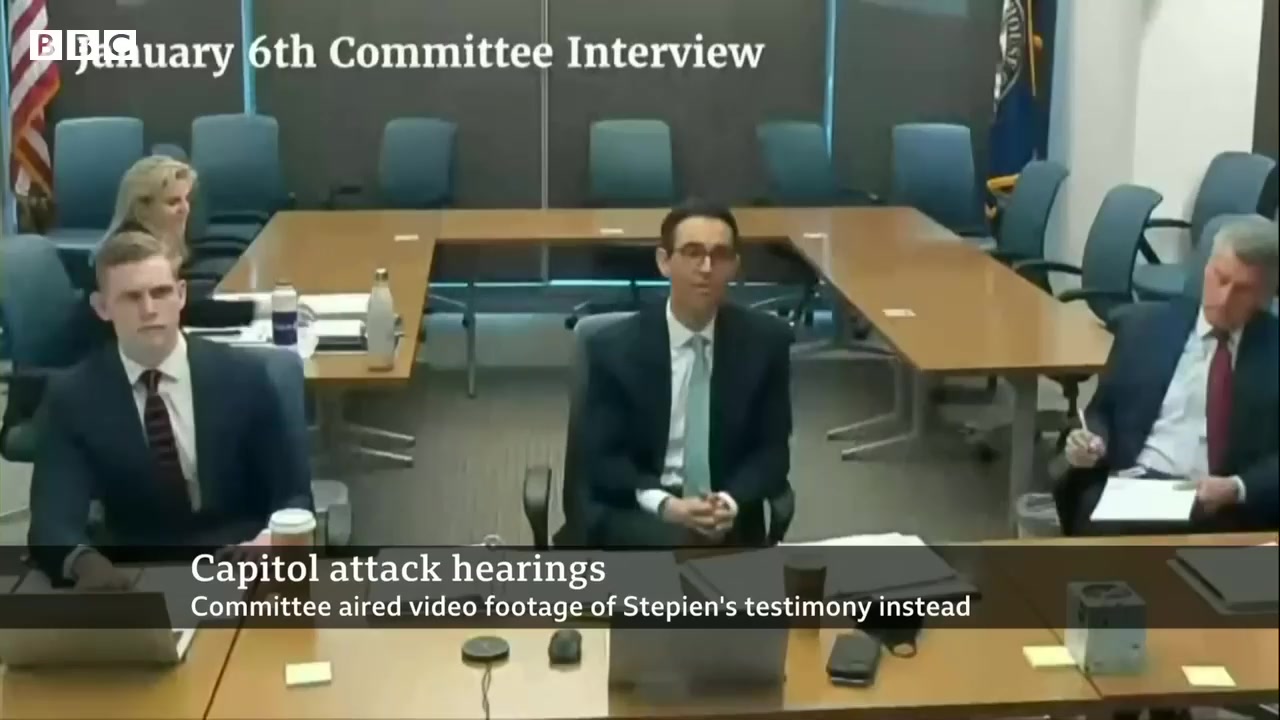 BBC
January 6th Committee Interview
Capitol attack hearings
Committee aired video footage of Stepien's testimony instead